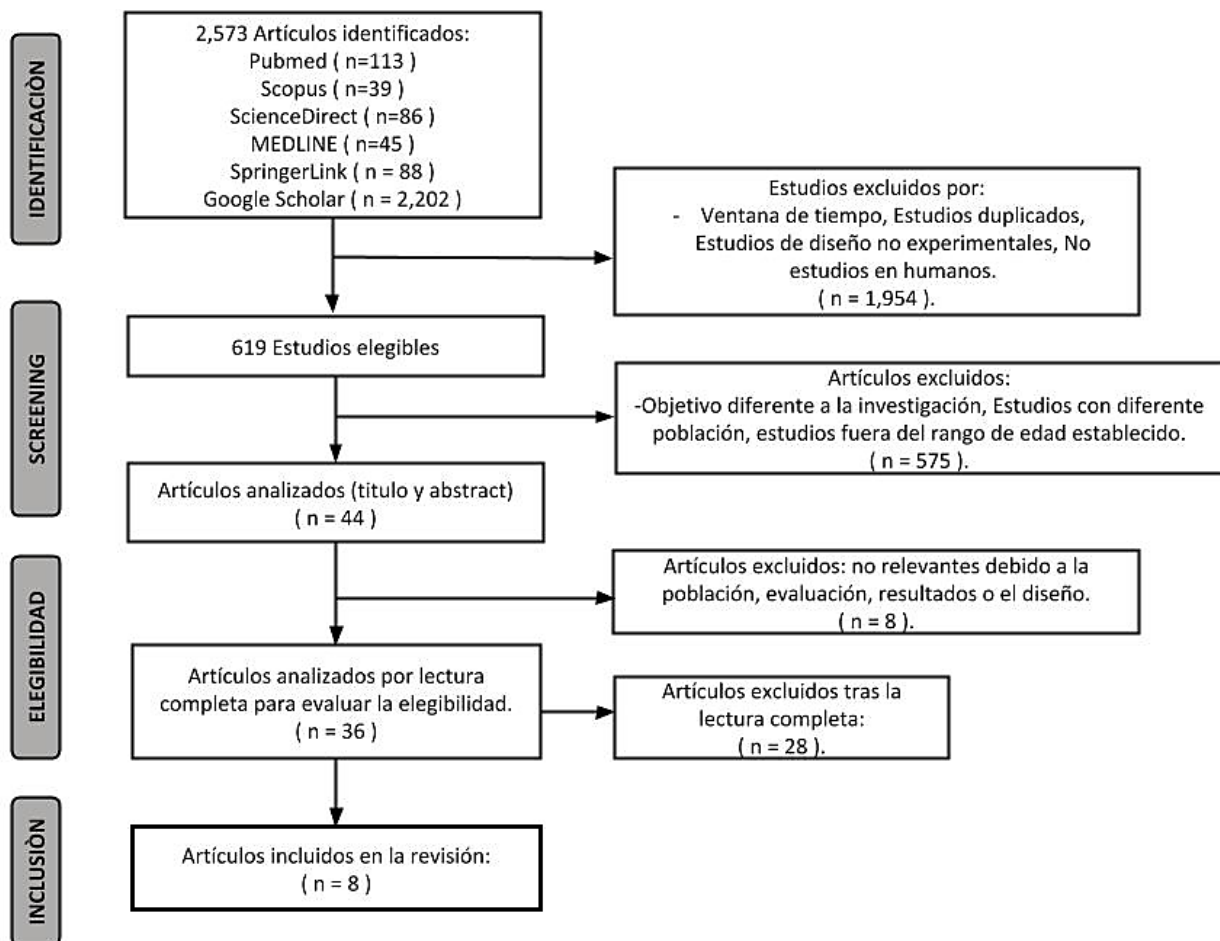 IDENTIFICACIÒN
2,573 Artículos identificados:
Pubmed ( n=113 )
Scopus (n=39 )
ScienceDirect ( n=86 )
MEDLINE ( n=45 )
SpringerLink ( n = 88 )
Google Scholar ( n = 2,202 )
Estudios excluidos por:
- Ventana de tiempo, Estudios duplicados,
Estudios de diseño no experimentales, No
estudios en humanos.
( n = 1,954 ).
SCREENING
619 Estudios elegibles
Artículos excluidos:
-Objetivo diferente a la investigación, Estudios con diferente
población, estudios fuera del rango de edad establecido.
( n = 575 ).
Artículos analizados (titulo y abstract)
( n = 44 )
ELEGIBILIDAD
Artículos excluidos: no relevantes debido a la
población, evaluación, resultados o el diseño.
( n = 8 ).
Artículos analizados por lectura
completa para evaluar la elegibilidad.
( n = 36 )
Artículos excluidos tras la
lectura completa:
( n = 28 ).
INCLUSIÒN
Artículos incluidos en la revisión:
( n = 8 )